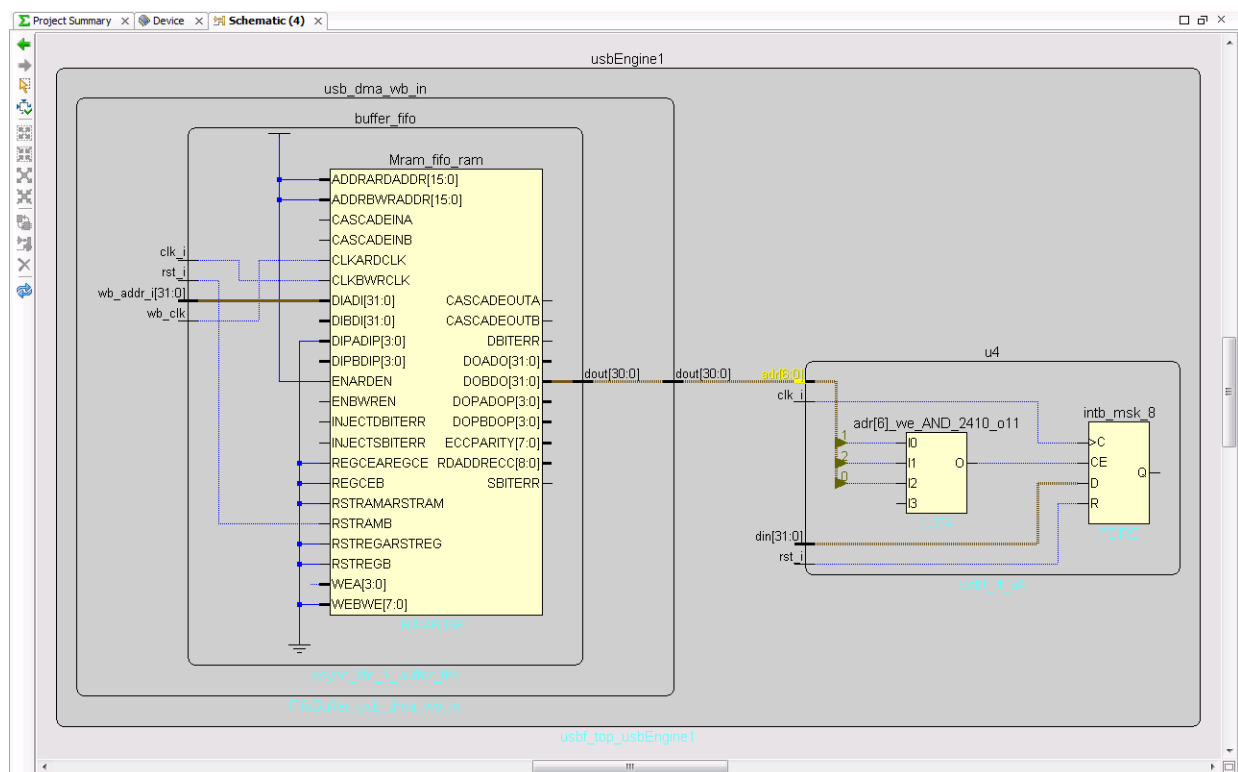 Project Summary
Device
Schematic (4)
usbEngine1
usb_dma_wb_in
buffer_fifo
Mram_fifo_ram
ADDRARDADDR[15:0]
ADDRBWRADDR[15:0]
CASCADEINA
CASCADEINB
clk_i
CLKARDCLK
rst_i
CLKBWRCLK
wb_addr_i[31:0]
DIADI[31:0]
CASCADEOUTA
wb_clk
DIBDI[31:0]
CASCADEOUTB
DIPADIP[3:0]
DBITERR
DIPBDIP[3:0]
DOADO[31:0]
ENARDEN
DOBDO[31:0]
ENBWREN
DOPADOP[3:0]
INJECTDBITERR
DOPBDOP[3:0]
INJECTSBITERR
ECCPARITY[7:0]
REGCEAREGCE
RDADDRECC[8:0]
REGCEB
SBITERR
RSTRAMARSTRAM
RSTRAMB
RSTREGARSTREG
RSTREGB
WEA[3:0]
WEBWE[7:0]
dout[30:0]
dout[30:0]
u4
adr[6:0]
clk_i
adr[6]_we_AND_2410_o11
intb_msk_8
1
I0
C
2
I1
O
CE
0
I2
D
Q
I3
R
din[31:0]
rst_i
usbf_top_usbEngine1